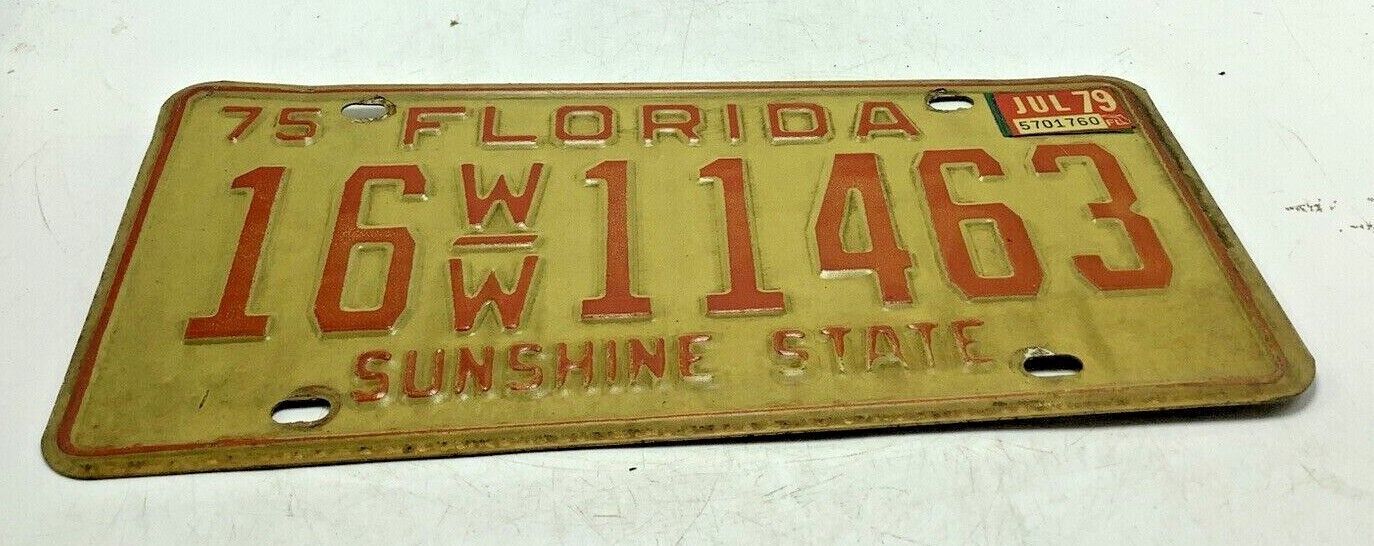 75 FLORIDA
JUL 79
5701760 FL
16 W/W 11463
SUNSHINE STATE